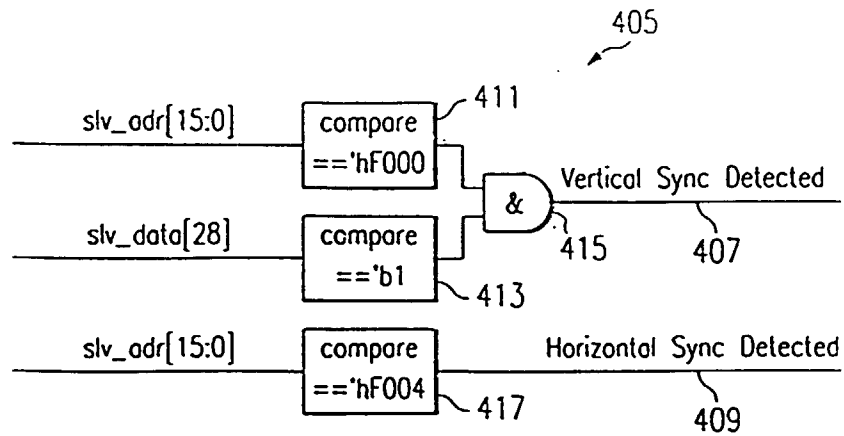 405
slv_adr[15:0]
compare
=='hF000
411
&
Vertical Sync Detected
415
407
slv_data[28]
compare
=='b1
413
slv_adr[15:0]
compare
=='hF004
417
Horizontal Sync Detected
409